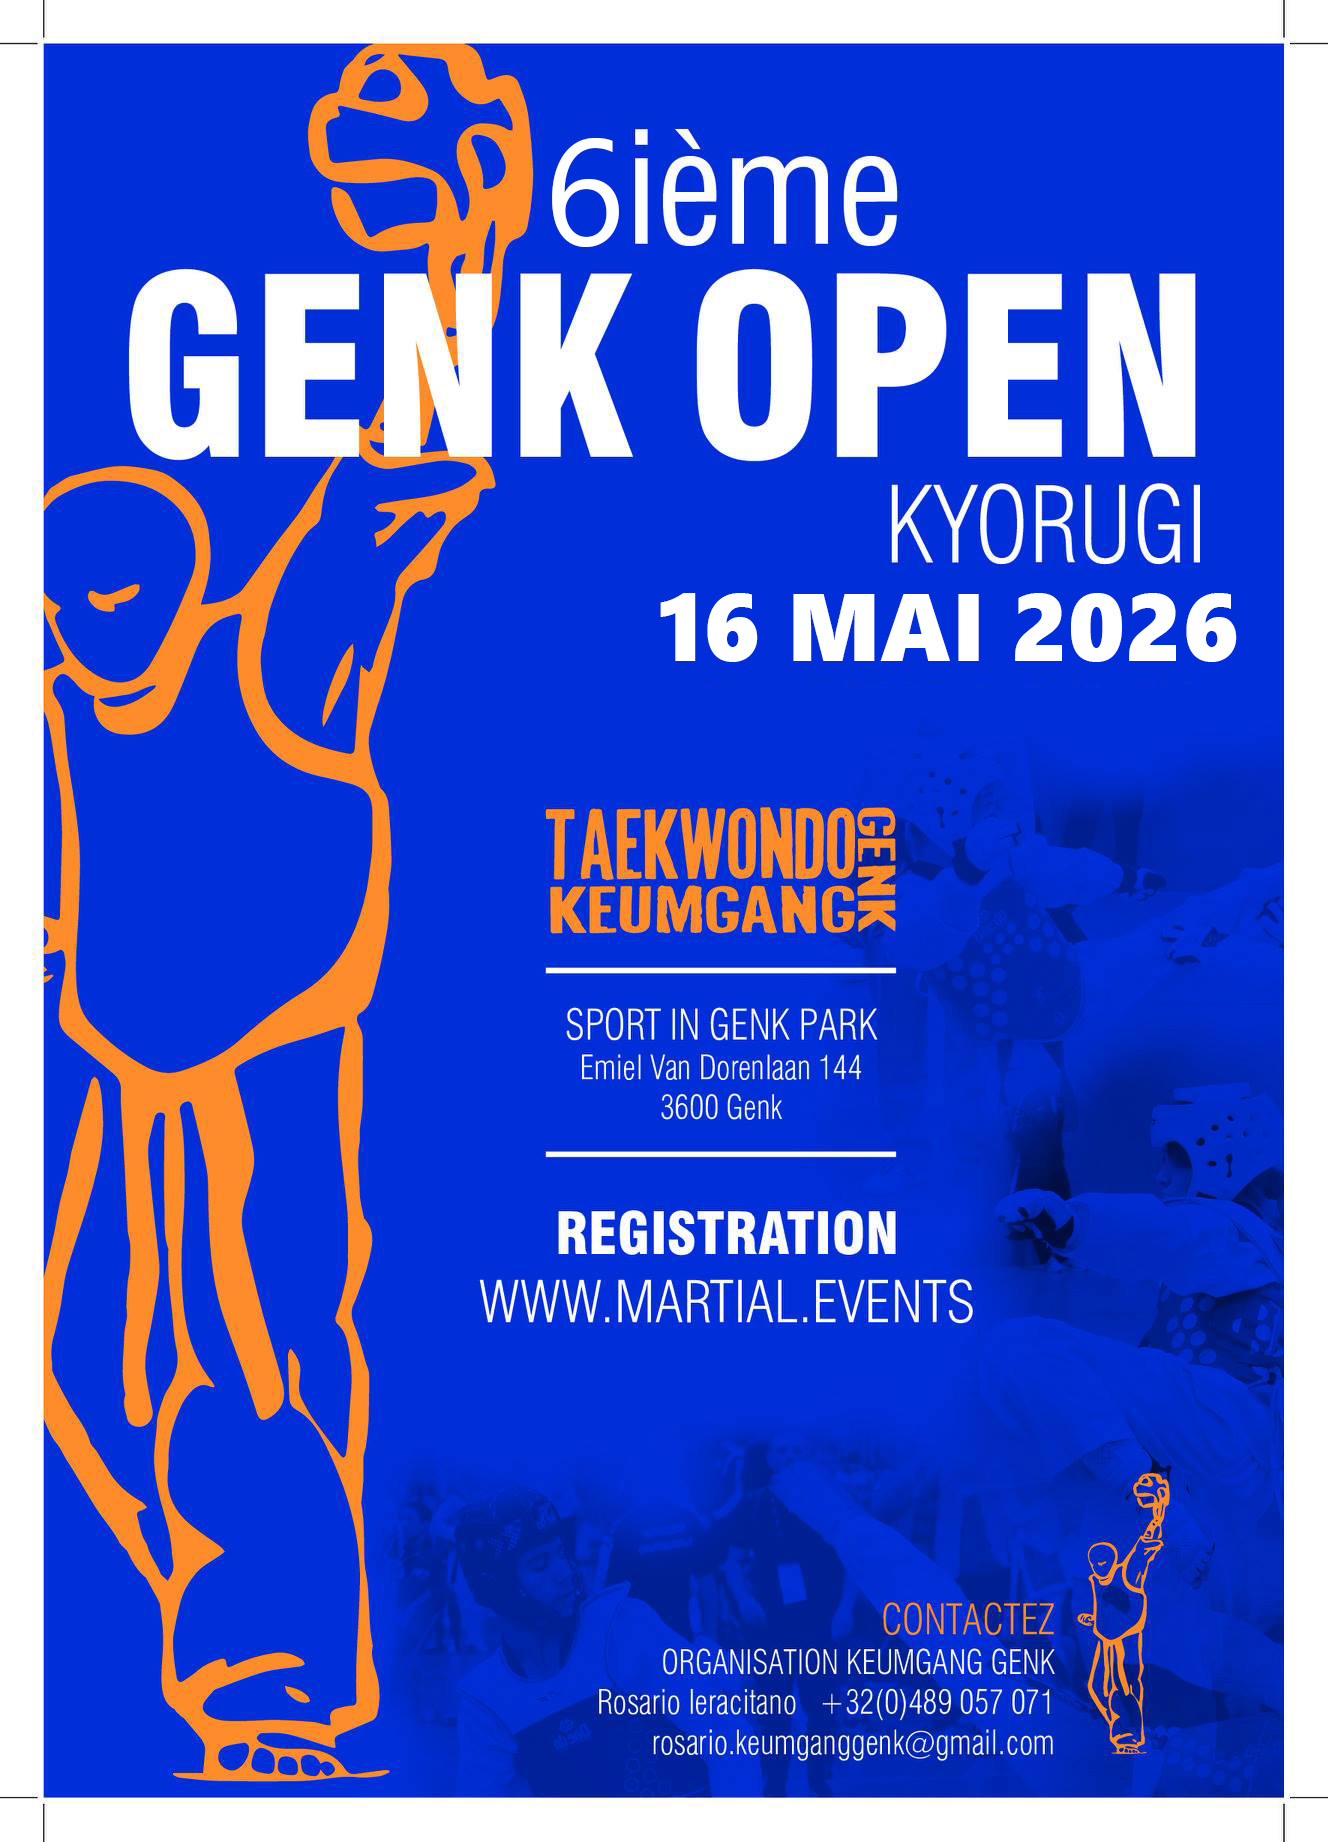 6ième
GENK OPEN
KYORUGI
16 MAI 2026
TAEKWONDO
GENK
KEUMGANG
SPORT IN GENK PARK
Emiel Van Dorenlaan 144
3600 Genk
REGISTRATION
WWW.MARTIAL.EVENTS
CONTACTEZ
ORGANISATION KEUMGANG GENK
Rosario Ieracitano +32(0)489 057 071
rosario.keumganggenk@gmail.com